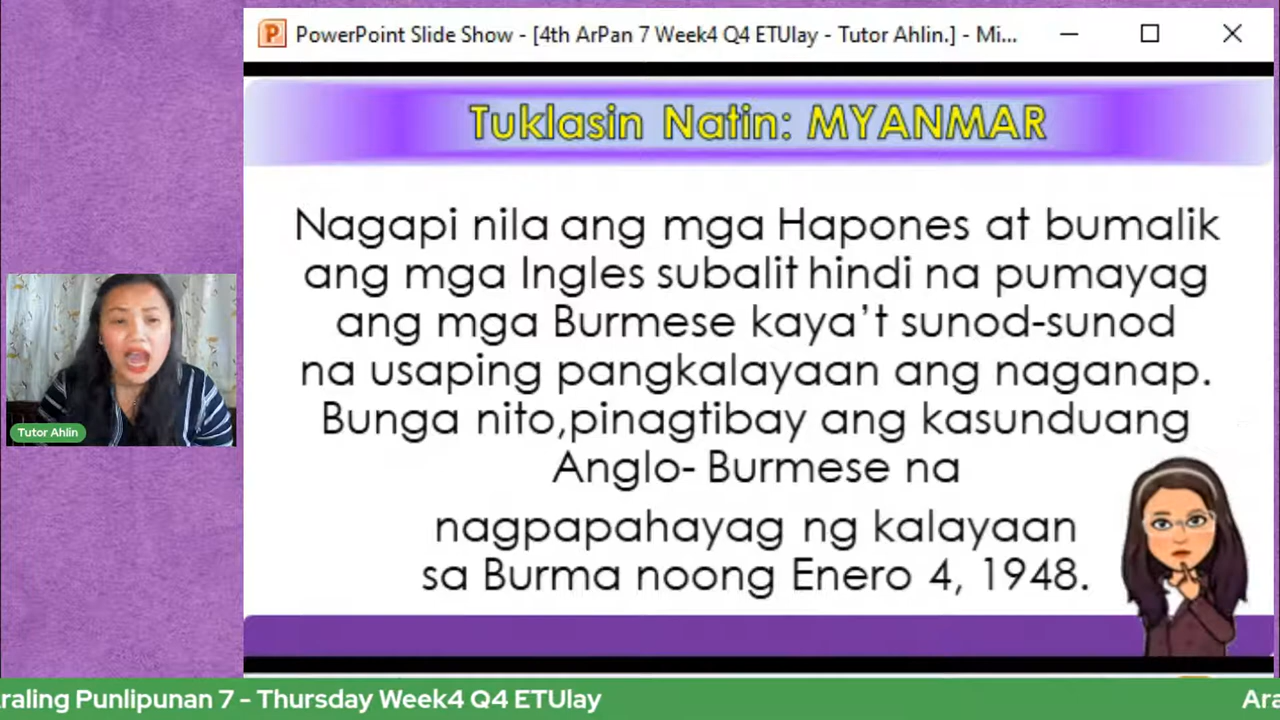 PowerPoint Slide Show - [4th ArPan 7 Week4 Q4 ETUlay - Tutor Ahlin.] - Mi...
Tuklasin Natin: MYANMAR
Nagapi nila ang mga Hapones at bumalik
ang mga Ingles subalit hindi na pumayag
ang mga Burmese kaya't sunod-sunod
na usaping pangkalayaan ang naganap.
Bunga nito,pinagtibay ang kasunduang
Anglo- Burmese na
nagpapahayag ng kalayaan
sa Burma noong Enero 4, 1948.
Tutor Ahlin
raling Punlipunan 7 - Thursday Week4 Q4 ETUlay
Ara